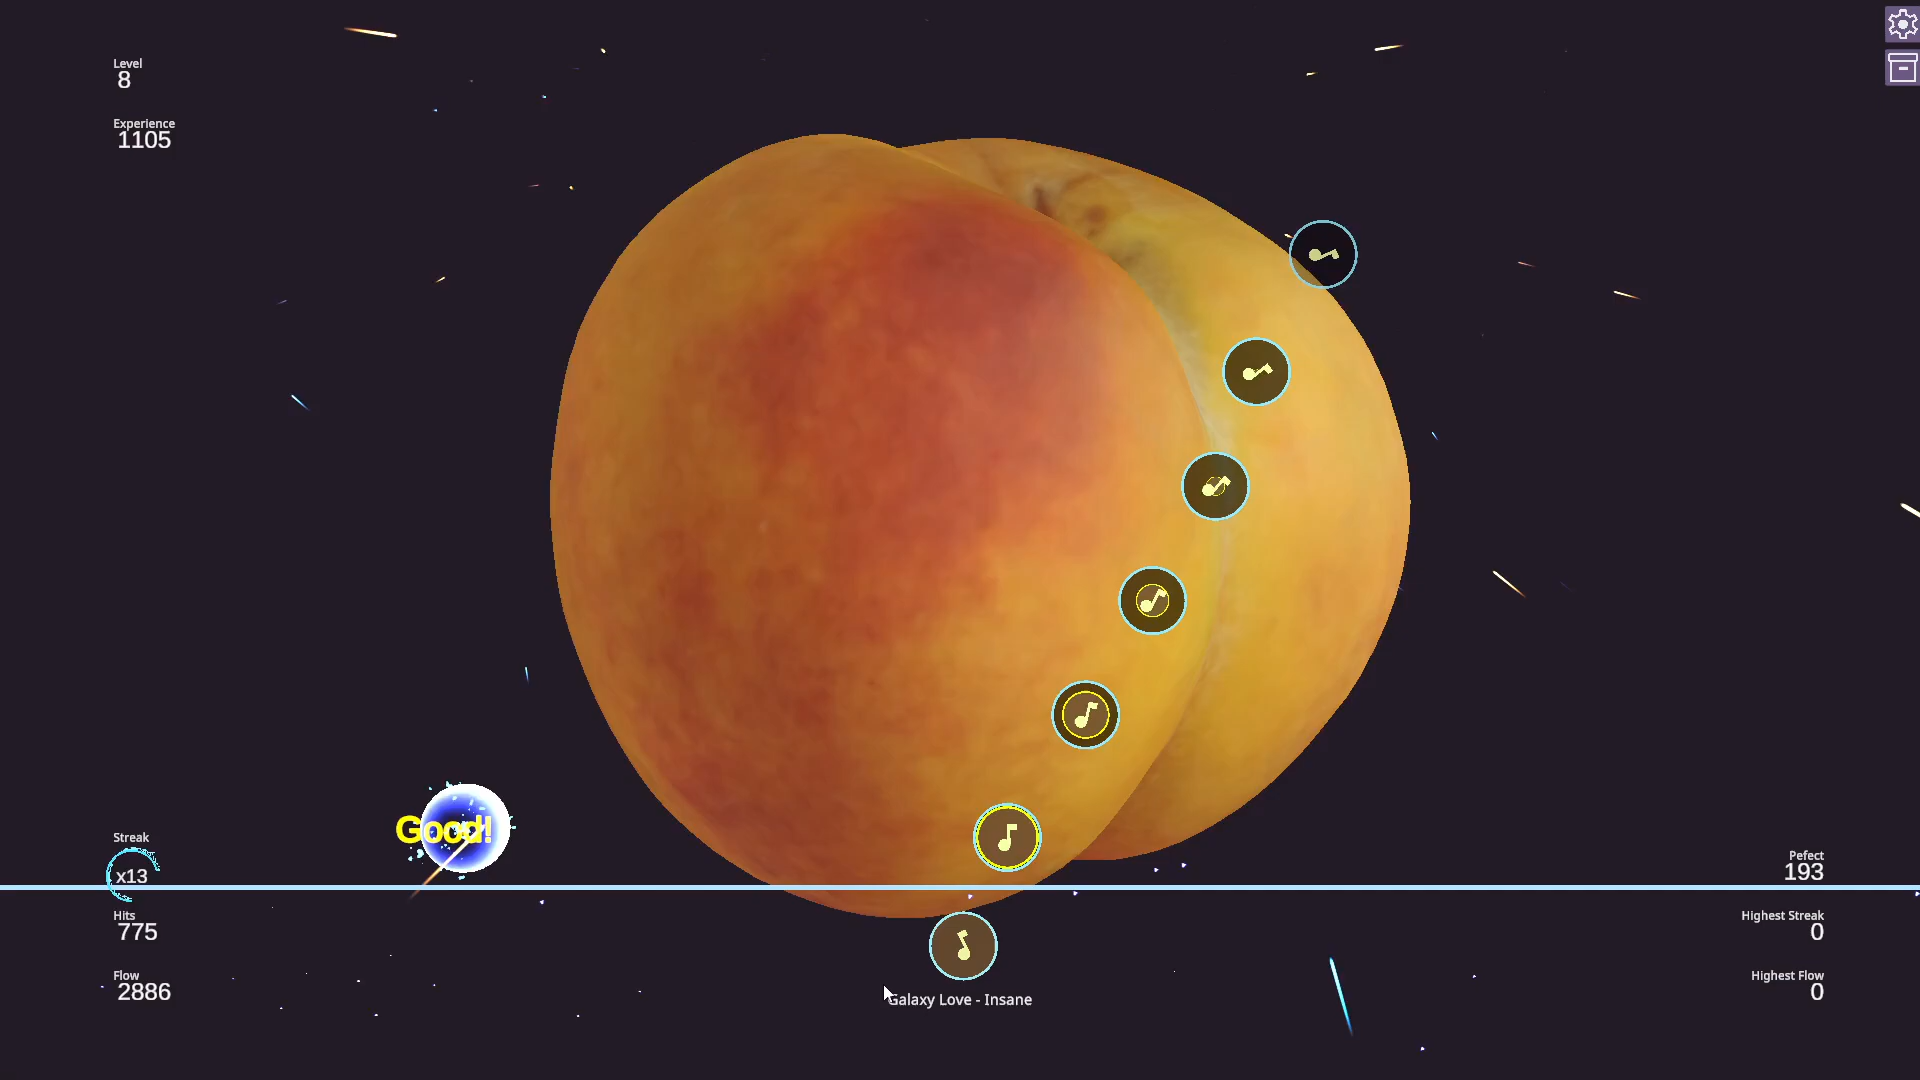 Level
8
Experience
1105
Good!
Streak
x13
Hits
775
Flow
2886
Pefect
193
Highest Streak
0
Highest Flow
0
Galaxy Love - Insane